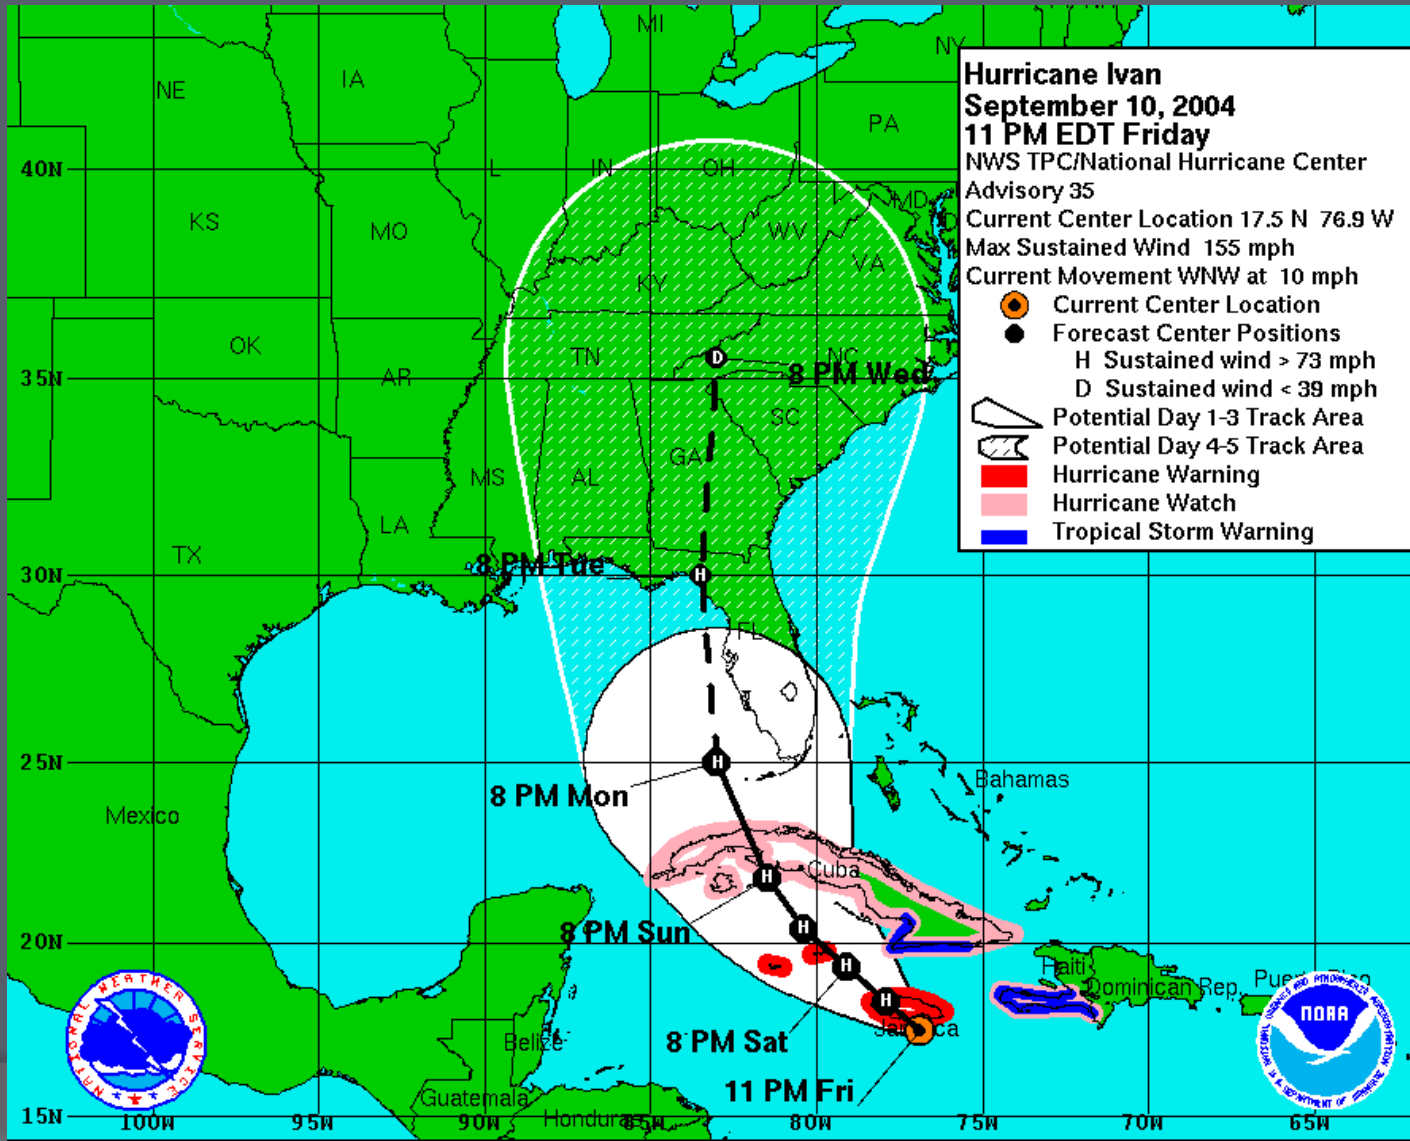 Hurricane Ivan
September 10, 2004
11 PM EDT Friday
NWS TPC/National Hurricane Center
Advisory 35
Current Center Location 17.5 N 76.9 W
Max Sustained Wind 155 mph
Current Movement WNW at 10 mph
Current Center Location
Forecast Center Positions
H Sustained wind > 73 mph
D Sustained wind < 39 mph
Potential Day 1-3 Track Area
Potential Day 4-5 Track Area
Hurricane Warning
Hurricane Watch
Tropical Storm Warning
MI
NY
NE
IA
PA
40N
L
IN
OH
MD
KS
MO
WV
VA
KY
OK
TN
D
NC
8 PM Wed
35N
AR
SC
GA
MS
AL
LA
TX
8 PM Tue
30N
H
FL
25N
H
8 PM Mon
Bahamas
Mexico
H
Cuba
8 PM Sun
H
20N
H
Haiti
Dominican Rep.
H
Jamaica
8 PM Sat
Belize
11 PM Fri
Guatemala
Honduras
15N
100W
95W
90W
85W
80W
75W
70W
65W
NATIONAL WEATHER SERVICE
NOAA